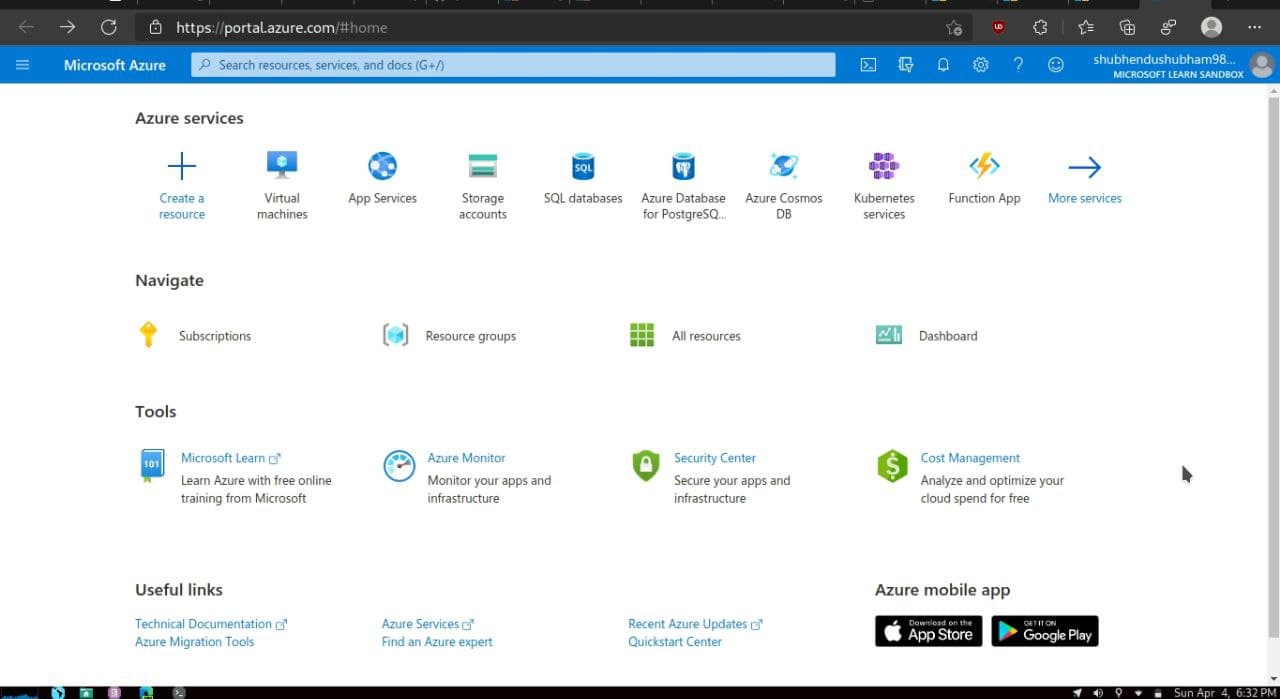 https://portal.azure.com/#home
Microsoft Azure
Search resources, services, and docs (G+/)
shubhendushubham98...
MICROSOFT LEARN SANDBOX
Azure services
Create a resource
Virtual machines
App Services
Storage accounts
SQL
SQL databases
Azure Database for PostgreSQ...
Azure Cosmos DB
Kubernetes services
Function App
More services
Navigate
Subscriptions
Resource groups
All resources
Dashboard
Tools
101
Microsoft Learn
Learn Azure with free online
training from Microsoft
Azure Monitor
Monitor your apps and
infrastructure
Security Center
Secure your apps and
infrastructure
Cost Management
Analyze and optimize your
cloud spend for free
Useful links
Technical Documentation
Azure Services
Recent Azure Updates
Azure Migration Tools
Find an Azure expert
Quickstart Center
Azure mobile app
Download on the
App Store
GET IT ON
Google Play
Sun Apr 4, 6:32 PM